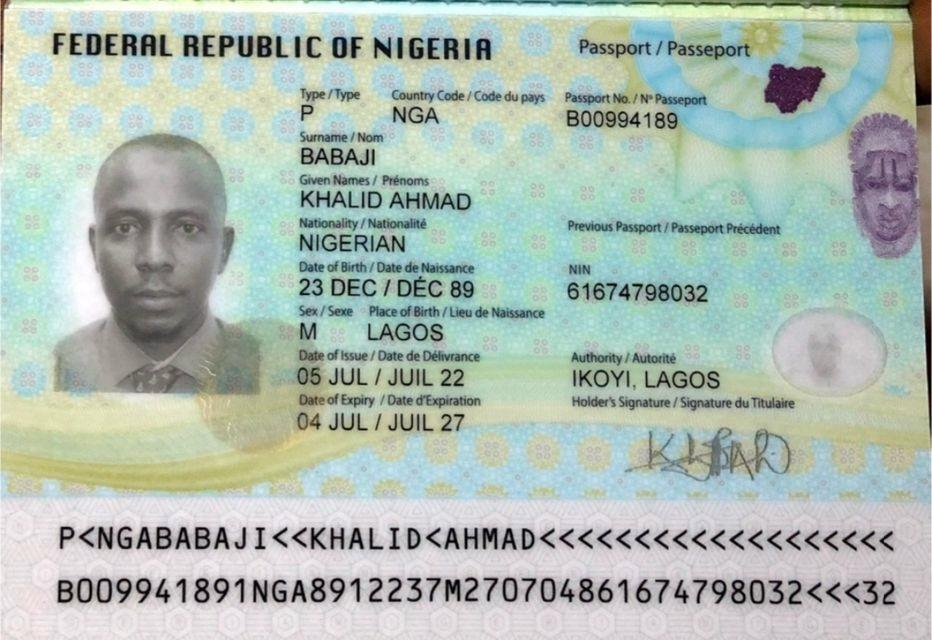 FEDERAL REPUBLIC OF NIGERIA
Passport / Passeport
Type / Type Country Code / Code du pays Passport No. / N° Passeport
P NGA B00994189
Surname / Nom
BABAJI
Given Names / Prénoms
KHALID AHMAD
Nationality / Nationalité Previous Passport / Passeport Précédent
NIGERIAN
Date of Birth / Date de Naissance NIN
23 DEC / DÉC 89 61674798032
Sex / Sexe Place of Birth / Lieu de Naissance
M LAGOS
Date of Issue / Date de Délivrance Authority / Autorité
05 JUL / JUIL 22 IKOYI, LAGOS
Date of Expiry / Date d'Expiration Holder's Signature / Signature du Titulaire
04 JUL / JUIL 27
P<NGABABAJI<<KHALID<AHMAD<<<<<<<<<<<<<<<<<<<
B009941891NGA8912237M270704861674798032<<<32